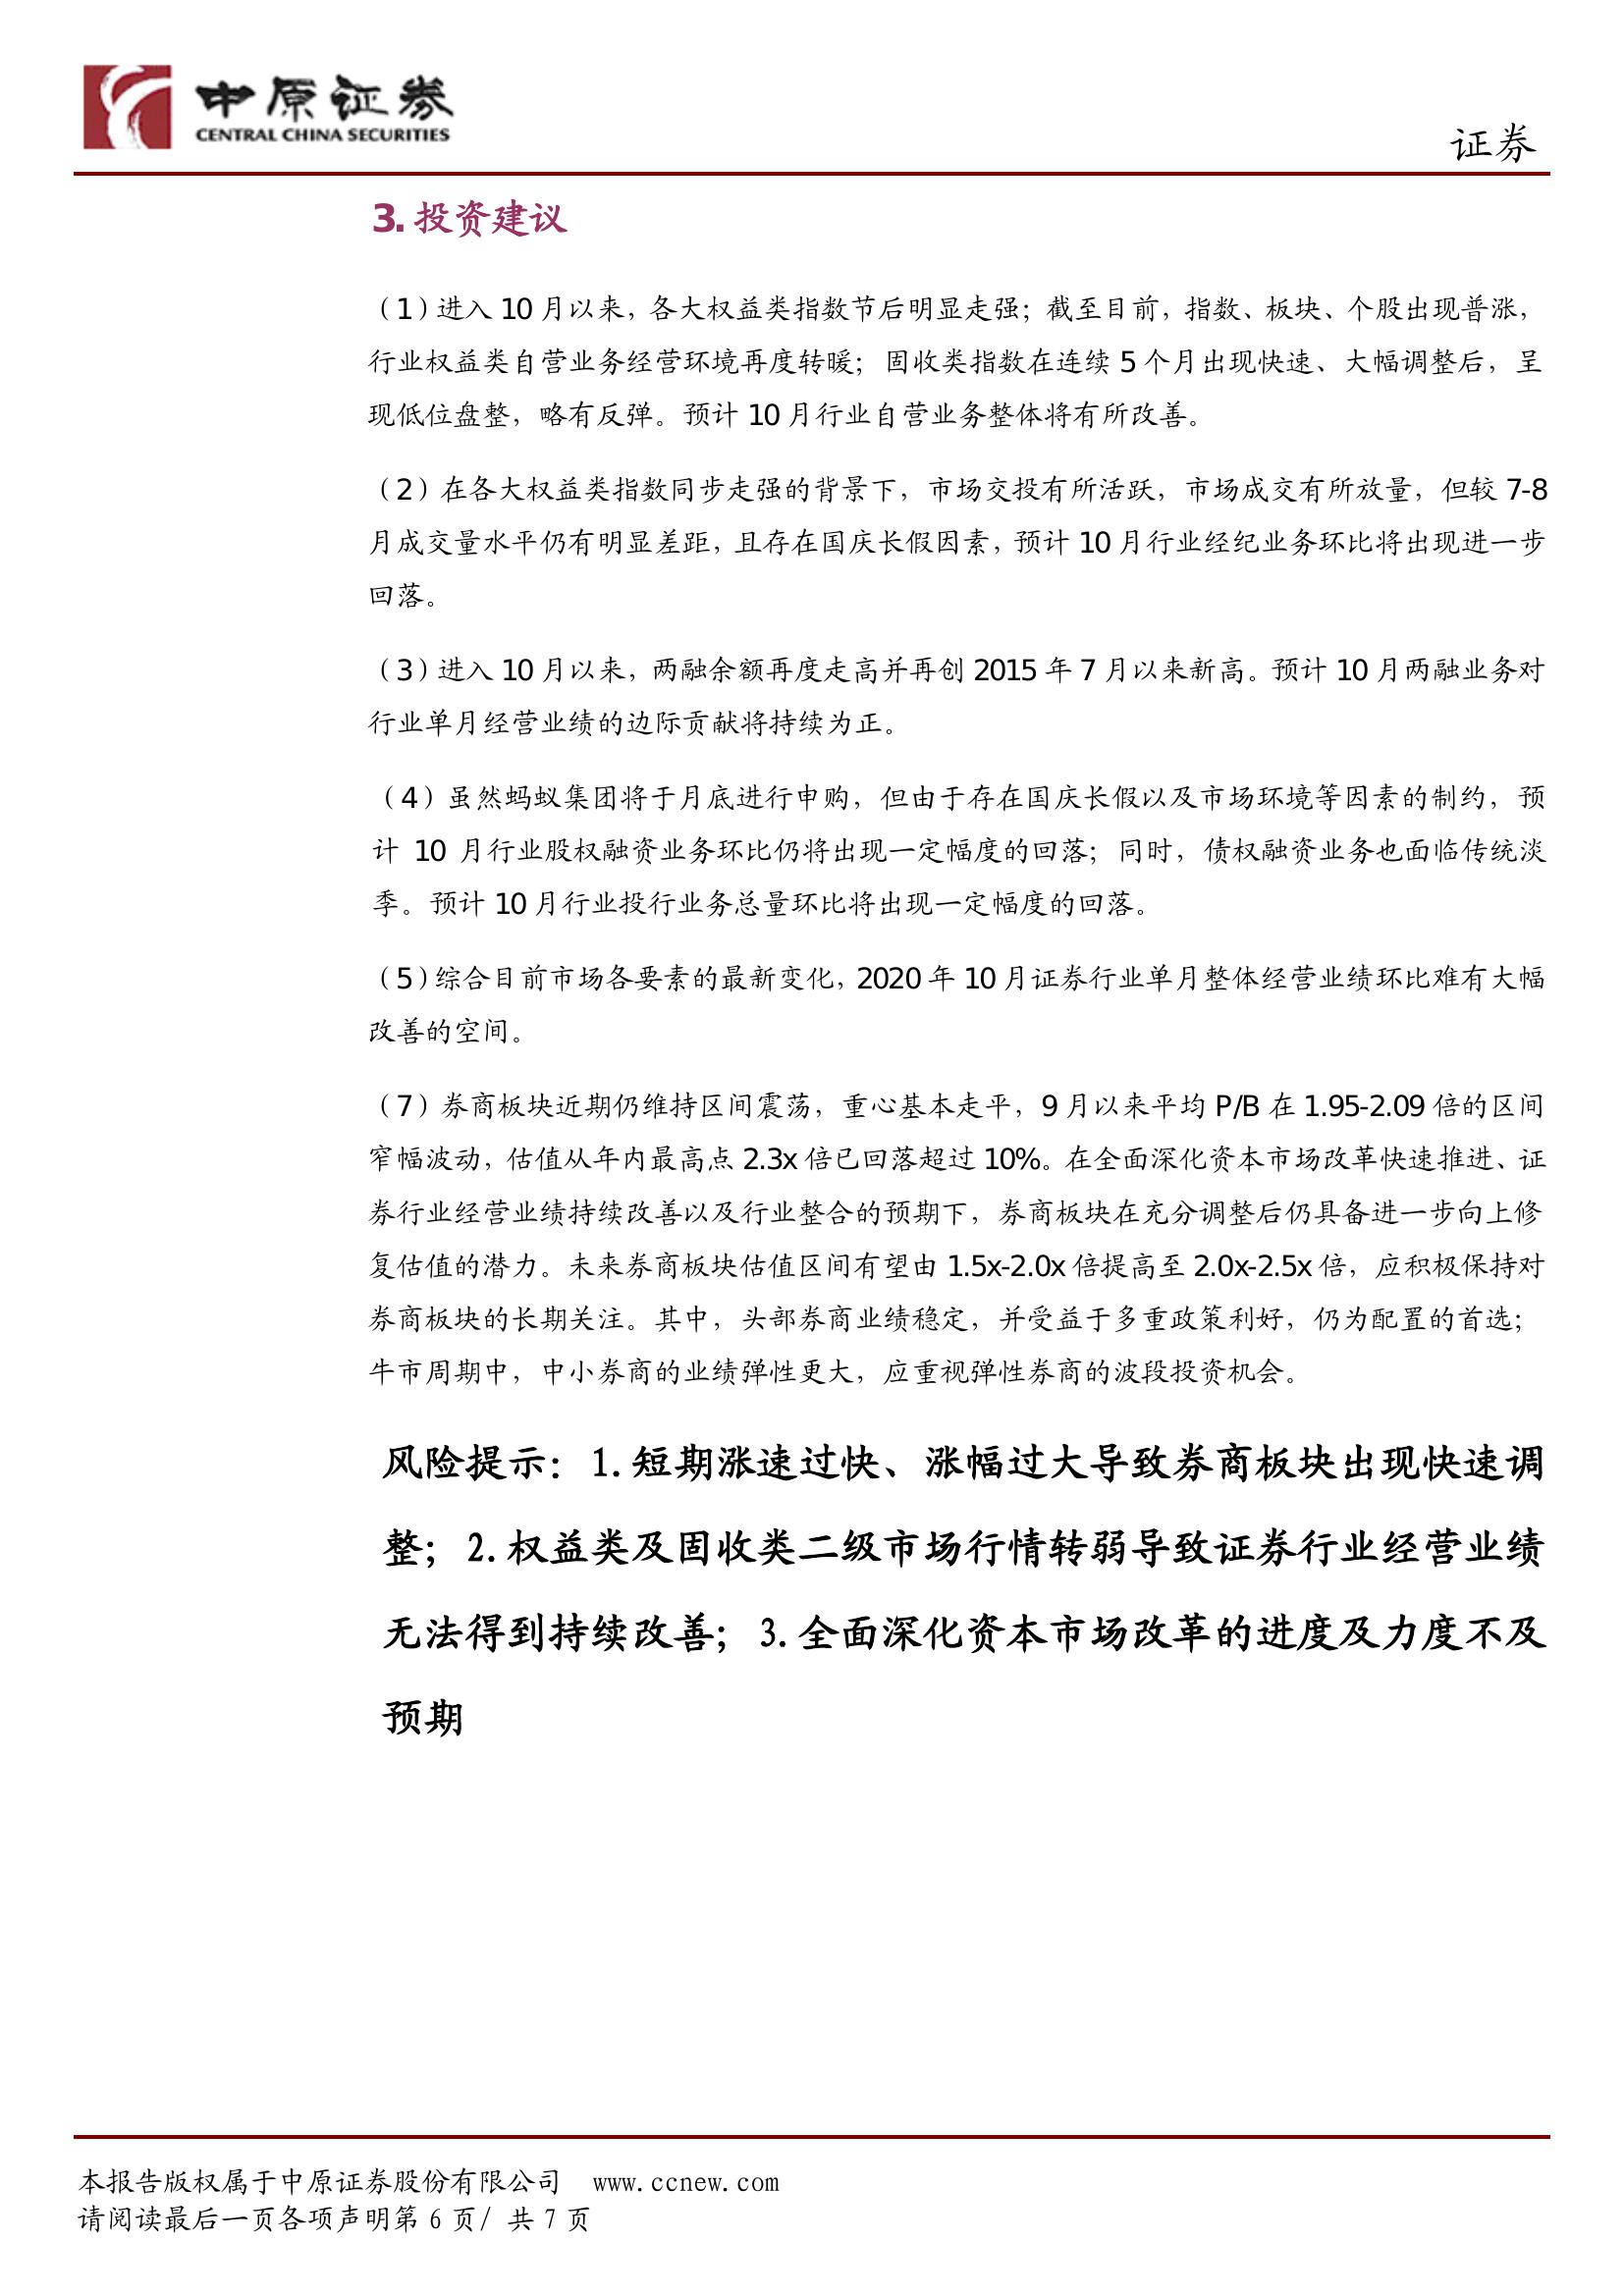 中原证券
CENTRAL CHINA SECURITIES
证券
3. 投资建议
（1）进入 10 月以来，各大权益类指数节后明显走强；截至目前，指数、板块、个股出现普涨，
行业权益类自营业务经营环境再度转暖；固收类指数在连续 5 个月出现快速、大幅调整后，呈
现低位盘整，略有反弹。预计 10 月行业自营业务整体将有所改善。
（2）在各大权益类指数同步走强的背景下，市场交投有所活跃，市场成交有所放量，但较 7-8
月成交量水平仍有明显差距，且存在国庆长假因素，预计 10 月行业经纪业务环比将出现进一步
回落。
（3）进入 10 月以来，两融余额再度走高并再创 2015 年 7 月以来新高。预计 10 月两融业务对
行业单月经营业绩的边际贡献将持续为正。
（4）虽然蚂蚁集团将于月底进行申购，但由于存在国庆长假以及市场环境等因素的制约，预
计 10 月行业股权融资业务环比仍将出现一定幅度的回落；同时，债权融资业务也面临传统淡
季。预计 10 月行业投行业务总量环比将出现一定幅度的回落。
（5）综合目前市场各要素的最新变化，2020 年 10 月证券行业单月整体经营业绩环比难有大幅
改善的空间。
（7）券商板块近期仍维持区间震荡，重心基本走平，9 月以来平均 P/B 在 1.95-2.09 倍的区间
窄幅波动，估值从年内最高点 2.3x 倍已回落超过 10%。在全面深化资本市场改革快速推进、证
券行业经营业绩持续改善以及行业整合的预期下，券商板块在充分调整后仍具备进一步向上修
复估值的潜力。未来券商板块估值区间有望由 1.5x-2.0x 倍提高至 2.0x-2.5x 倍，应积极保持对
券商板块的长期关注。其中，头部券商业绩稳定，并受益于多重政策利好，仍为配置的首选；
牛市周期中，中小券商的业绩弹性更大，应重视弹性券商的波段投资机会。
风险提示：1.短期涨速过快、涨幅过大导致券商板块出现快速调
整；2.权益类及固收类二级市场行情转弱导致证券行业经营业绩
无法得到持续改善；3.全面深化资本市场改革的进度及力度不及
预期
本报告版权属于中原证券股份有限公司 www.ccnew.com
请阅读最后一页各项声明第 6 页/ 共 7 页